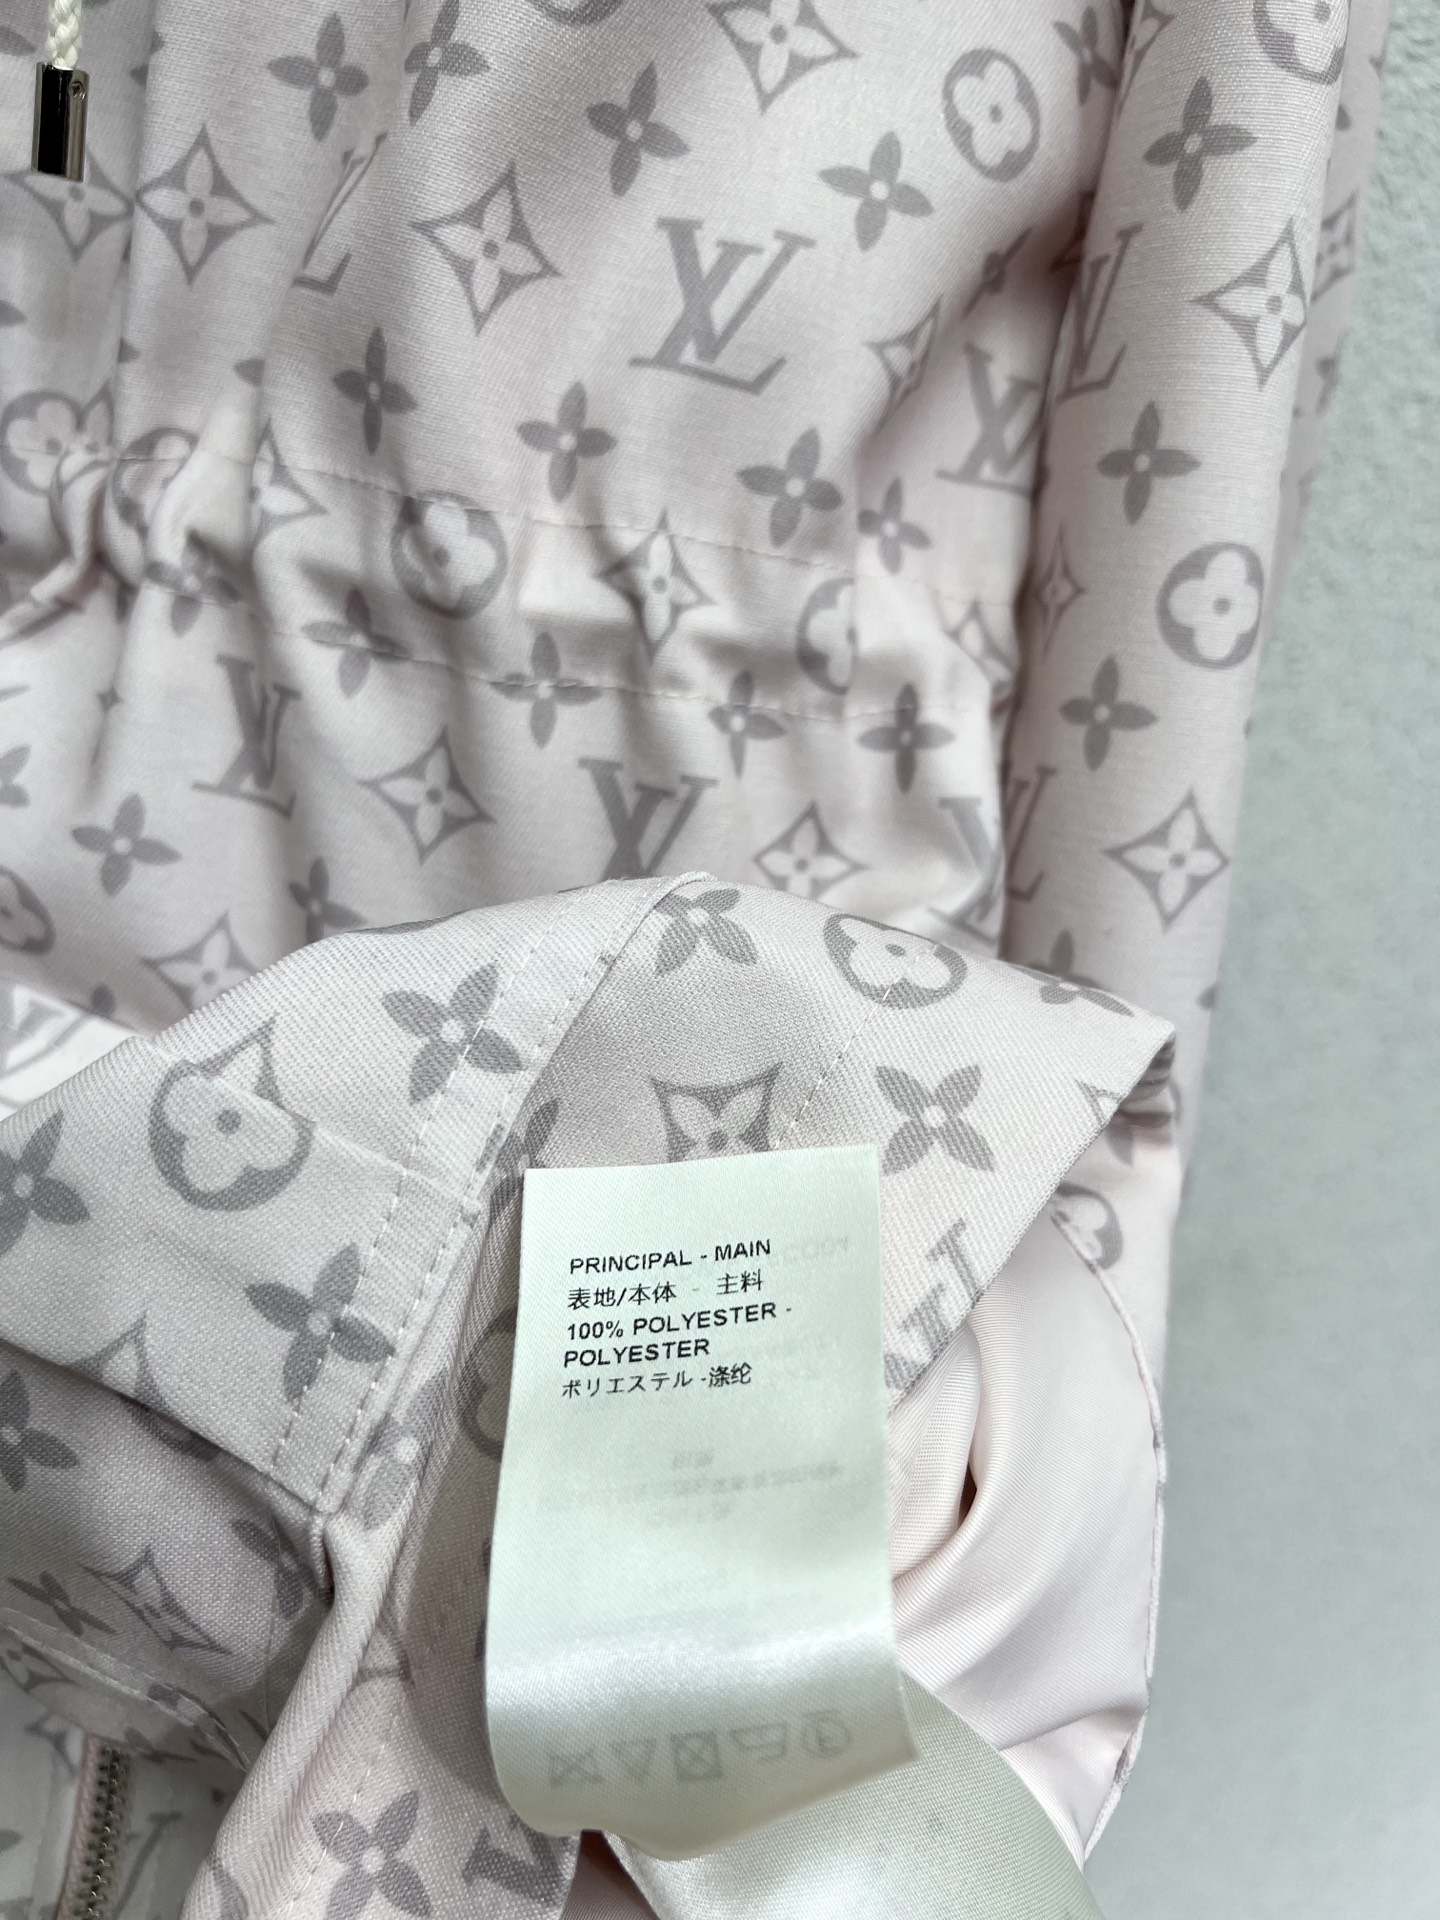 PRINCIPAL - MAIN
表地/本体 - 主料
100% POLYESTER -
POLYESTER
ポリエステル -涤纶